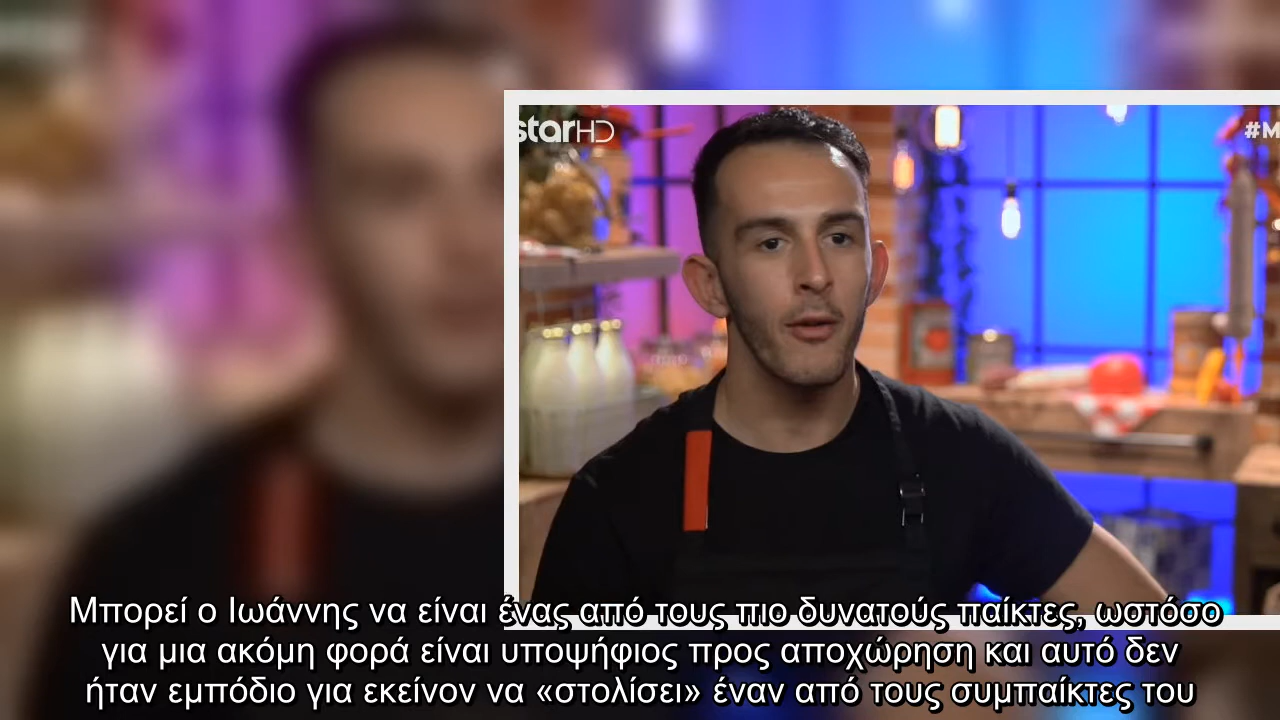 starHD
#M
Μπορεί ο Ιωάννης να είναι ένας από τους πιο δυνατούς παίκτες, ωστόσο
για μια ακόμη φορά είναι υποψήφιος προς αποχώρηση και αυτό δεν
ήταν εμπόδιο για εκείνον να «στολίσει» έναν από τους συμπαίκτες του